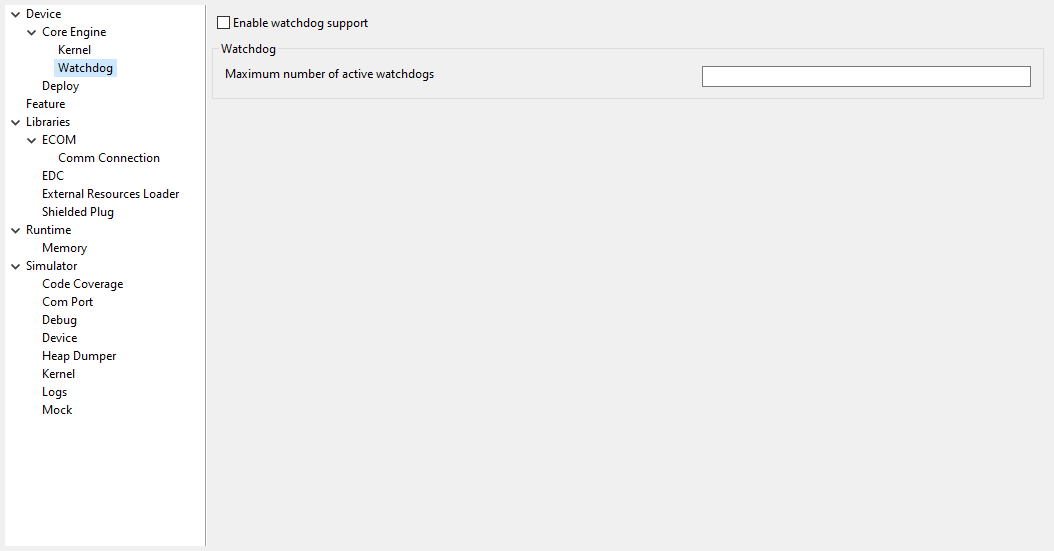 Device
Core Engine
Kernel
Watchdog
Deploy
Feature
Libraries
ECOM
Comm Connection
EDC
External Resources Loader
Shielded Plug
Runtime
Memory
Simulator
Code Coverage
Com Port
Debug
Device
Heap Dumper
Kernel
Logs
Mock
Enable watchdog support
Watchdog
Maximum number of active watchdogs